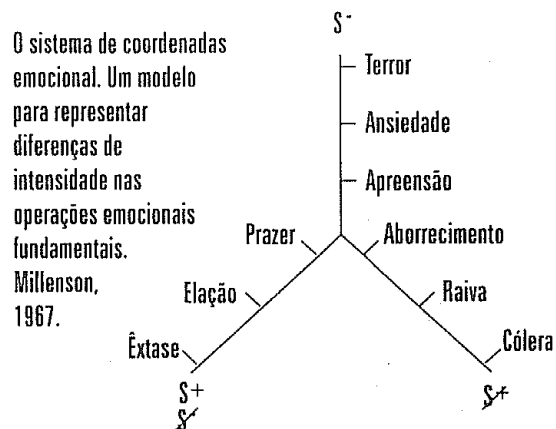 O sistema de coordenadas
emocional. Um modelo
para representar
diferenças de
intensidade nas
operações emocionais
fundamentais.
Millenson,
1967.
S-
Terror
Ansiedade
Apreensão
Prazer
Aborrecimento
Elação
Raiva
Êxtase
Cólera
S+
S-
S+